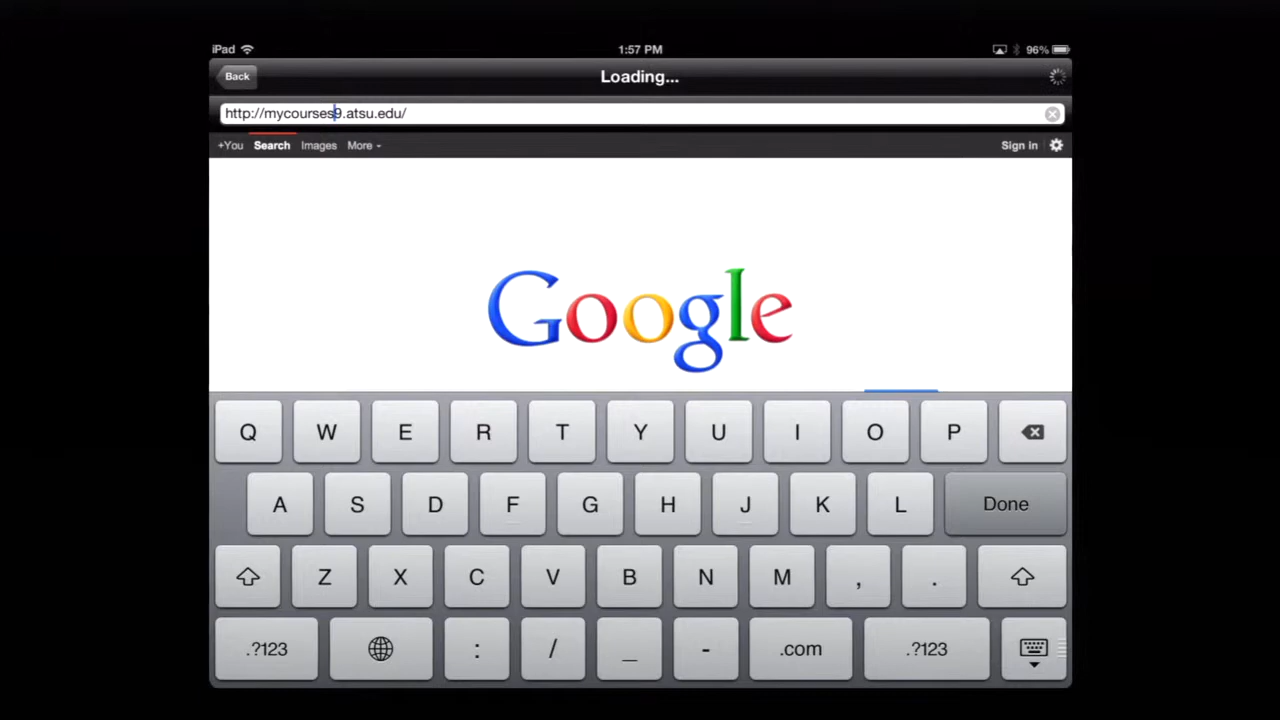 iPad 1:57 PM 96%
Back Loading...
http://mycourses9.atsu.edu/
+You Search Images More Sign in
Google
Q W E R T Y U I O P
A S D F G H J K L Done
Z X C V B N M , .
.?123 : / _ - .com .?123